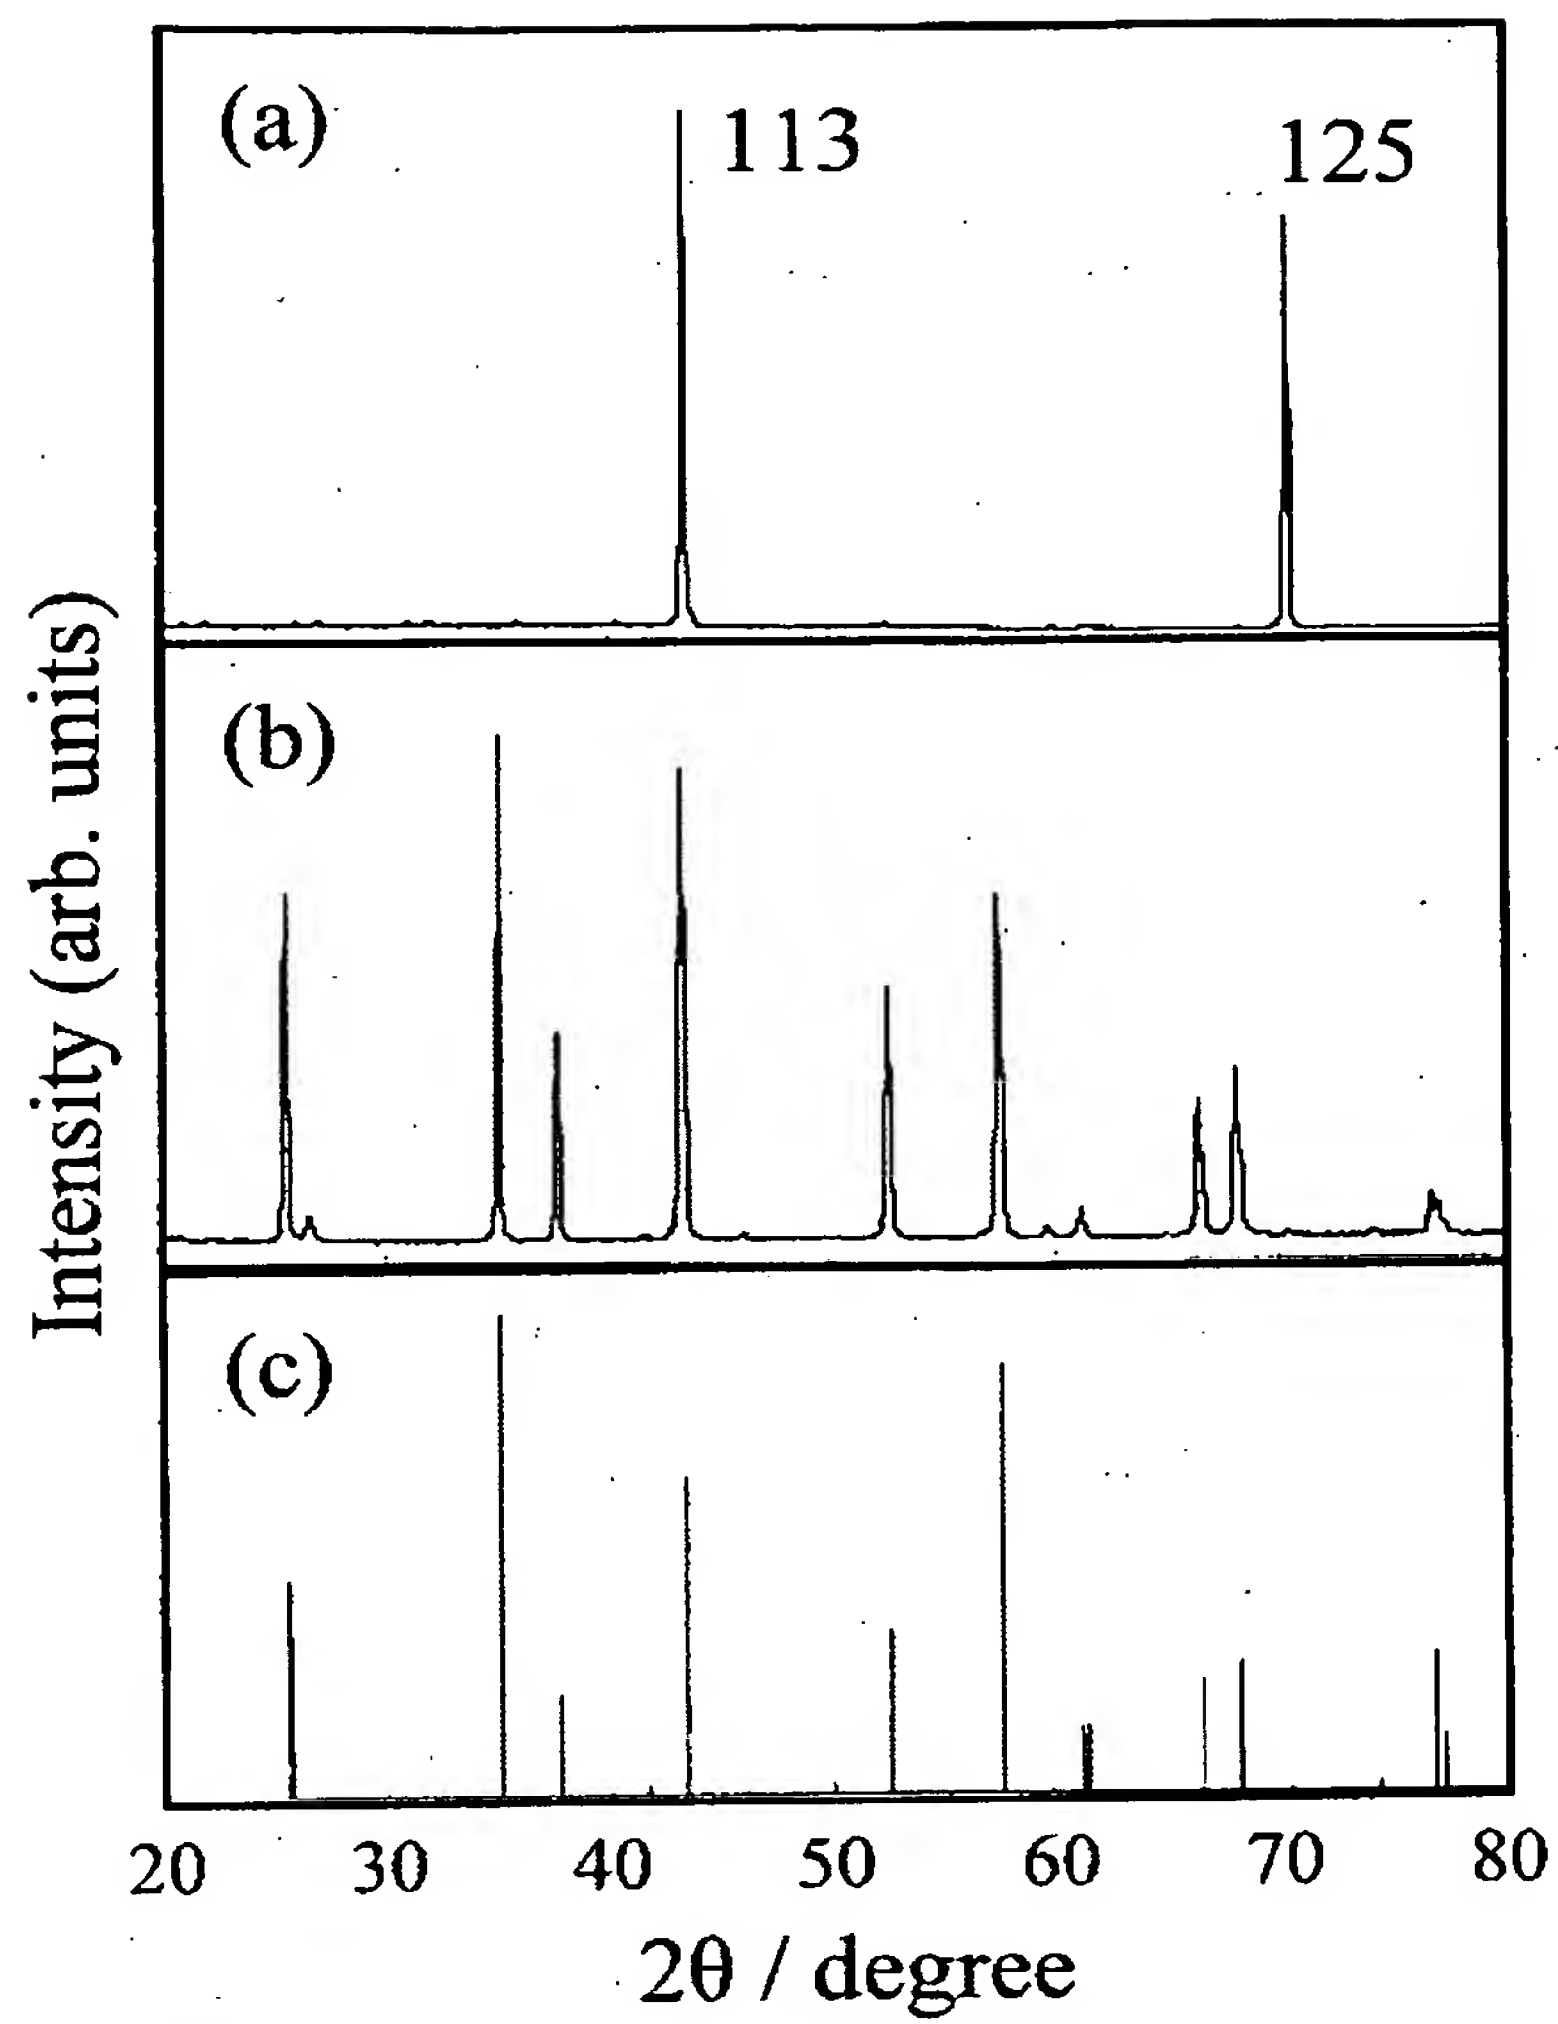 (a)
113
125
(b)
(c)
Intensity (arb. units)
20 30 40 50 60 70 80
2θ / degree